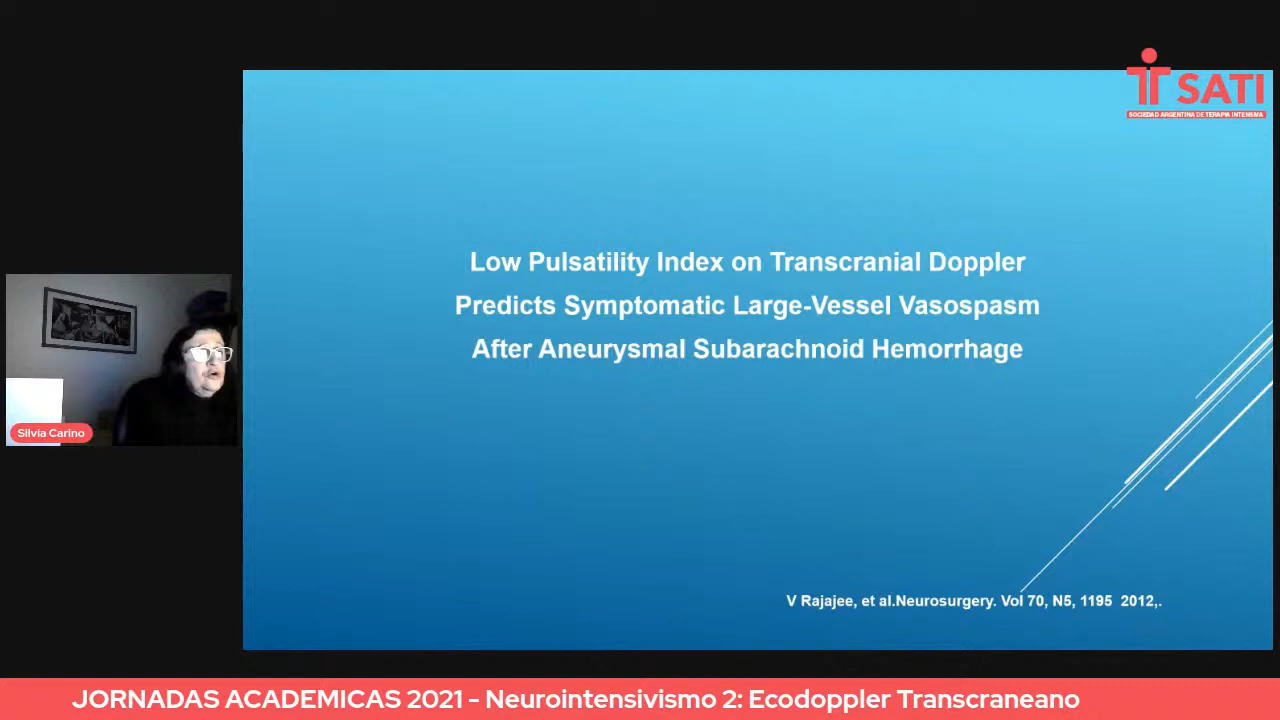 SATI
SOCIEDAD ARGENTINA DE TERAPIA INTENSIVA
Low Pulsatility Index on Transcranial Doppler
Predicts Symptomatic Large-Vessel Vasospasm
After Aneurysmal Subarachnoid Hemorrhage
Silvia Carino
V Rajajee, et al.Neurosurgery. Vol 70, N5, 1195 2012,.
JORNADAS ACADEMICAS 2021 - Neurointensivismo 2: Ecodoppler Transcraneano